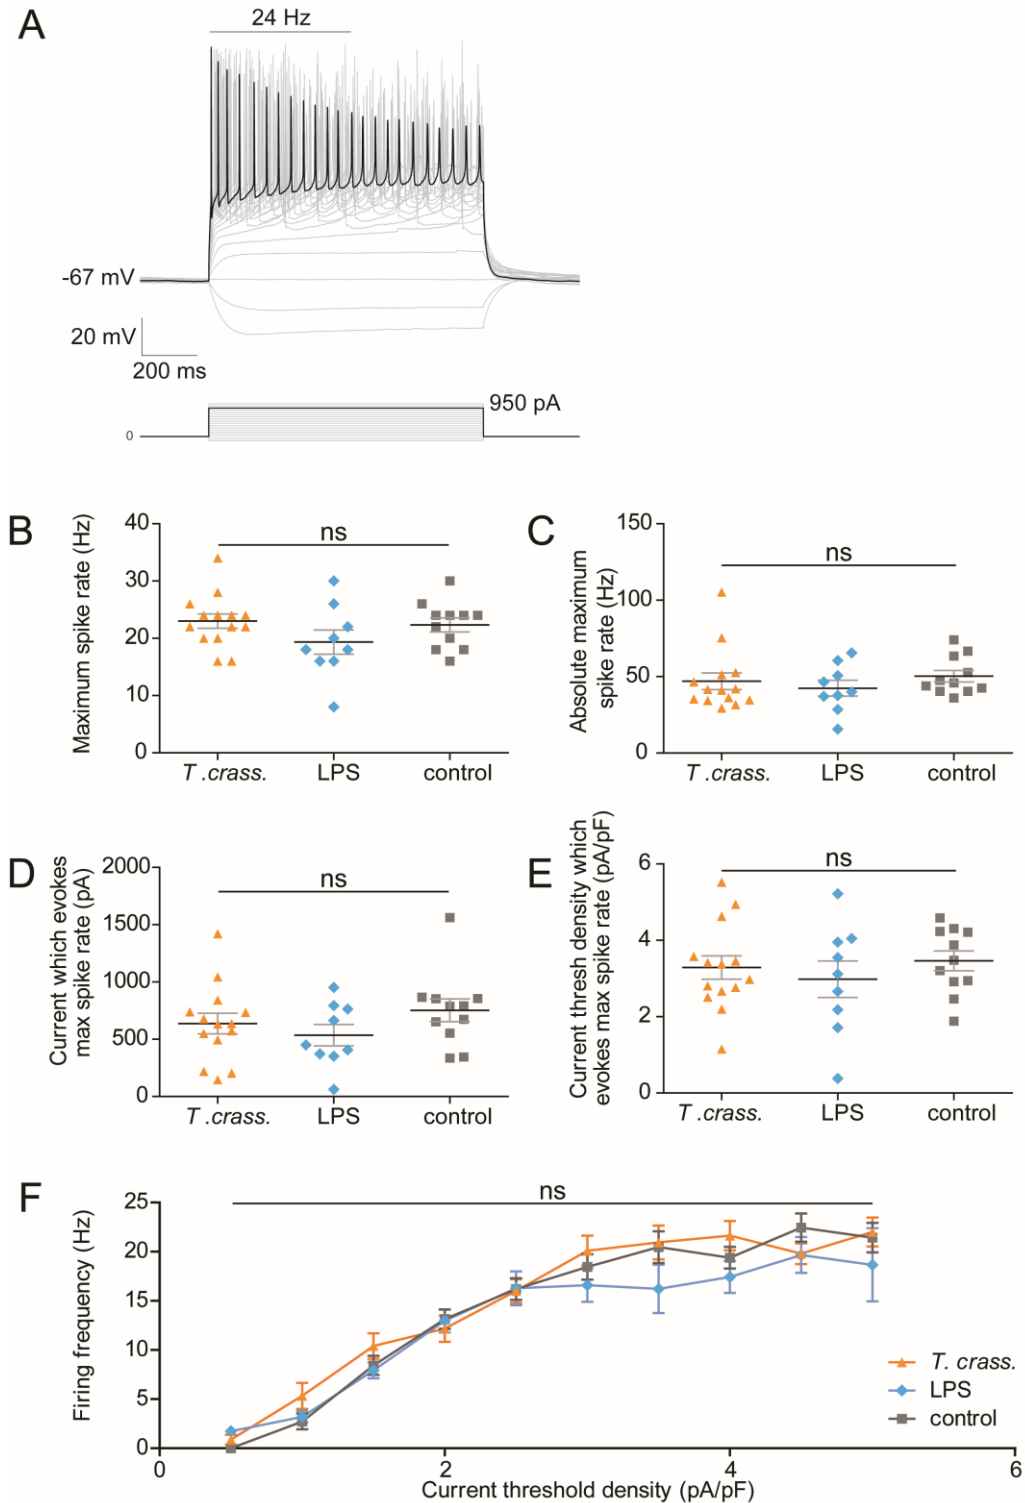 A
24 Hz
-67 mV
20 mV
200 ms
950 pA
0
B
Maximum spike rate (Hz)
40
30
20
10
0
ns
T .crass.
LPS
control
C
Absolute maximum
spike rate (Hz)
150
100
50
0
ns
T .crass.
LPS
control
D
Current which evokes
max spike rate (pA)
2000
1500
1000
500
0
ns
T .crass.
LPS
control
E
Current thresh density which
evokes max spike rate (pA/pF)
6
4
2
0
ns
T .crass.
LPS
control
F
Firing frequency (Hz)
25
20
15
10
5
0
ns
T. crass.
LPS
control
0
2
4
6
Current threshold density (pA/pF)